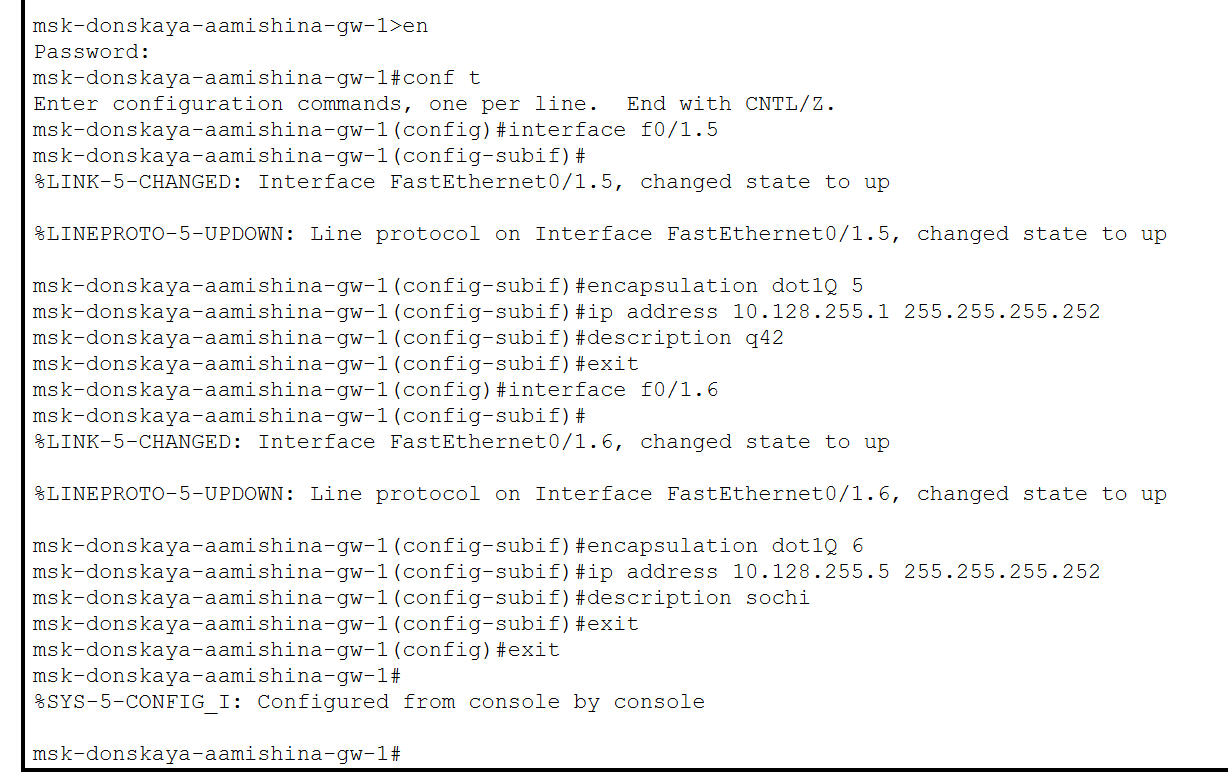 msk-donskaya-aamishina-gw-1>en
Password:
msk-donskaya-aamishina-gw-1#conf t
Enter configuration commands, one per line.  End with CNTL/Z.
msk-donskaya-aamishina-gw-1(config)#interface f0/1.5
msk-donskaya-aamishina-gw-1(config-subif)#
%LINK-5-CHANGED: Interface FastEthernet0/1.5, changed state to up
%LINEPROTO-5-UPDOWN: Line protocol on Interface FastEthernet0/1.5, changed state to up
msk-donskaya-aamishina-gw-1(config-subif)#encapsulation dot1Q 5
msk-donskaya-aamishina-gw-1(config-subif)#ip address 10.128.255.1 255.255.255.252
msk-donskaya-aamishina-gw-1(config-subif)#description q42
msk-donskaya-aamishina-gw-1(config-subif)#exit
msk-donskaya-aamishina-gw-1(config)#interface f0/1.6
msk-donskaya-aamishina-gw-1(config-subif)#
%LINK-5-CHANGED: Interface FastEthernet0/1.6, changed state to up
%LINEPROTO-5-UPDOWN: Line protocol on Interface FastEthernet0/1.6, changed state to up
msk-donskaya-aamishina-gw-1(config-subif)#encapsulation dot1Q 6
msk-donskaya-aamishina-gw-1(config-subif)#ip address 10.128.255.5 255.255.255.252
msk-donskaya-aamishina-gw-1(config-subif)#description sochi
msk-donskaya-aamishina-gw-1(config-subif)#exit
msk-donskaya-aamishina-gw-1(config)#exit
msk-donskaya-aamishina-gw-1#
%SYS-5-CONFIG_I: Configured from console by console
msk-donskaya-aamishina-gw-1#